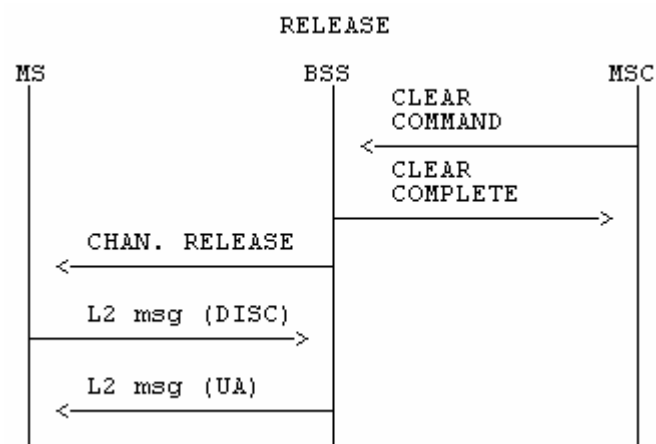 RELEASE
MS BSS MSC
CLEAR
COMMAND
CLEAR
COMPLETE
CHAN. RELEASE
L2 msg (DISC)
L2 msg (UA)